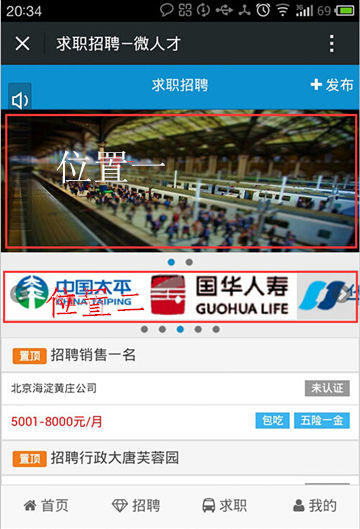 20:34
3G
69
求职招聘—微人才
求职招聘
+ 发布
位置一
中国太平
CHINA TAIPING
国华人寿
GUOHUA LIFE
位置二
置顶 招聘销售一名
北京海淀黄庄公司 未认证
5001-8000元/月 包吃 五险一金
置顶 招聘行政大唐芙蓉园
首页 招聘 求职 我的